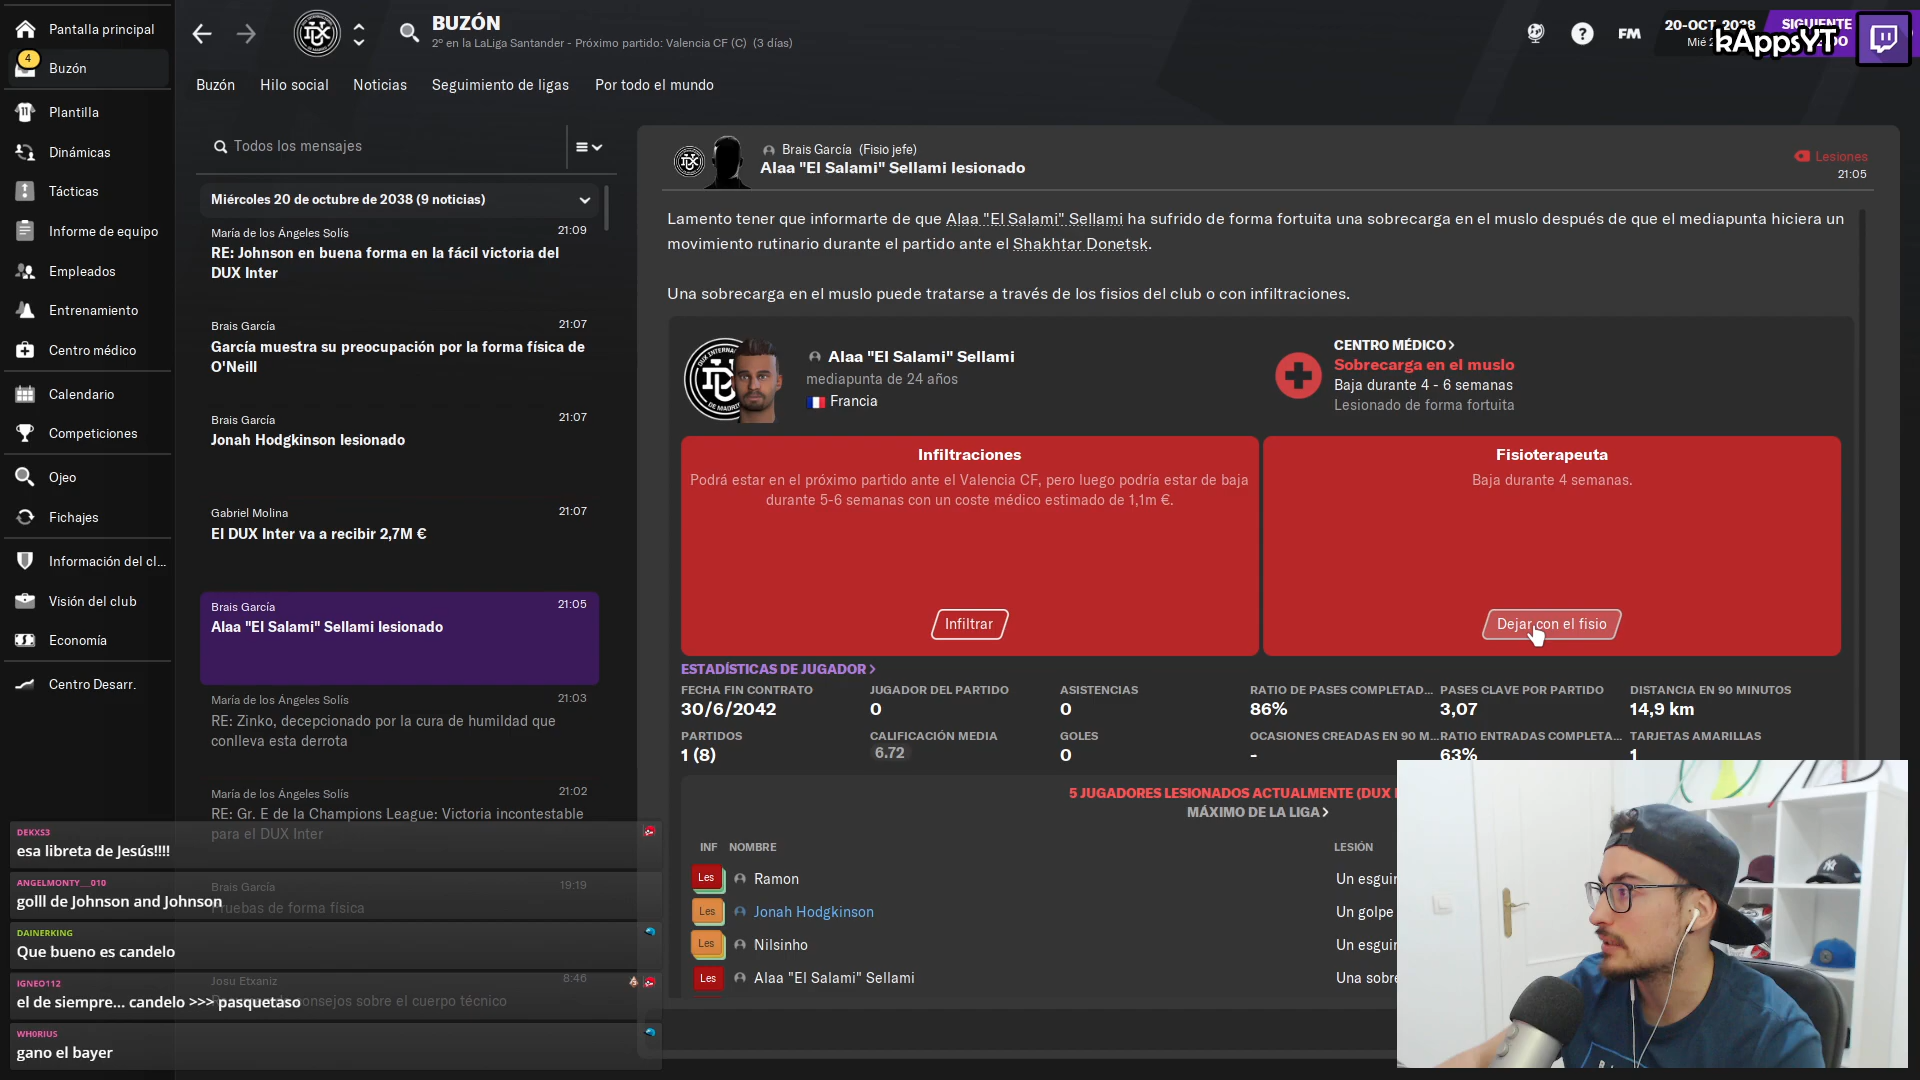 Pantalla principal
4
Buzón
Plantilla
Dinámicas
Tácticas
Informe de equipo
Empleados
Entrenamiento
Centro médico
Calendario
Competiciones
Ojeo
Fichajes
Información del cl...
Visión del club
Economía
Centro Desarr.
BUZÓN
2º en la LaLiga Santander - Próximo partido: Valencia CF (C) (3 días)
FM
20-OCT
SIGUIENTE
Mié
kAppsYT
Buzón
Hilo social
Noticias
Seguimiento de ligas
Por todo el mundo
Todos los mensajes
Miércoles 20 de octubre de 2038 (9 noticias)
María de los Ángeles Solís
21:09
RE: Johnson en buena forma en la fácil victoria del
DUX Inter
Brais García
21:07
García muestra su preocupación por la forma física de
O'Neill
Brais García
21:07
Jonah Hodgkinson lesionado
Gabriel Molina
21:07
El DUX Inter va a recibir 2,7M €
Brais García
21:05
Alaa "El Salami" Sellami lesionado
María de los Ángeles Solís
21:03
RE: Zinko, decepcionado por la cura de humildad que
conlleva esta derrota
María de los Ángeles Solís
21:02
RE: Gr. E de la Champions League: Victoria incontestable
para el DUX Inter
Brais García
19:19
Pruebas de forma física
Josu Etxaniz
8:46
consejos sobre el cuerpo técnico
DEKXS3
esa libreta de Jesús!!!!
ANGELMONTY__010
golll de Johnson and Johnson
DAINERKING
Que bueno es candelo
IGNEO112
el de siempre... candelo >>> pasquetaso
WH0RIUS
gano el bayer
Brais García (Fisio jefe)
Alaa "El Salami" Sellami lesionado
Lesiones
21:05
Lamento tener que informarte de que Alaa "El Salami" Sellami ha sufrido de forma fortuita una sobrecarga en el muslo después de que el mediapunta hiciera un
movimiento rutinario durante el partido ante el Shakhtar Donetsk.
Una sobrecarga en el muslo puede tratarse a través de los fisios del club o con infiltraciones.
Alaa "El Salami" Sellami
mediapunta de 24 años
Francia
CENTRO MÉDICO >
Sobrecarga en el muslo
Baja durante 4 - 6 semanas
Lesionado de forma fortuita
Infiltraciones
Podrá estar en el próximo partido ante el Valencia CF, pero luego podría estar de baja
durante 5-6 semanas con un coste médico estimado de 1,1m €.
Infiltrar
Fisioterapeuta
Baja durante 4 semanas.
Dejar con el fisio
ESTADÍSTICAS DE JUGADOR >
FECHA FIN CONTRATO
30/6/2042
JUGADOR DEL PARTIDO
0
ASISTENCIAS
0
RATIO DE PASES COMPLETAD...
86%
PASES CLAVE POR PARTIDO
3,07
DISTANCIA EN 90 MINUTOS
14,9 km
PARTIDOS
1 (8)
CALIFICACIÓN MEDIA
6.72
GOLES
0
OCASIONES CREADAS EN 90 M...
-
RATIO ENTRADAS COMPLETA...
63%
TARJETAS AMARILLAS
1
5 JUGADORES LESIONADOS ACTUALMENTE (DUX
MÁXIMO DE LA LIGA >
INF
NOMBRE
LESIÓN
Les
Ramon
Un esguin
Les
Jonah Hodgkinson
Un golpe
Les
Nilsinho
Un esguin
Les
Alaa "El Salami" Sellami
Una sobre